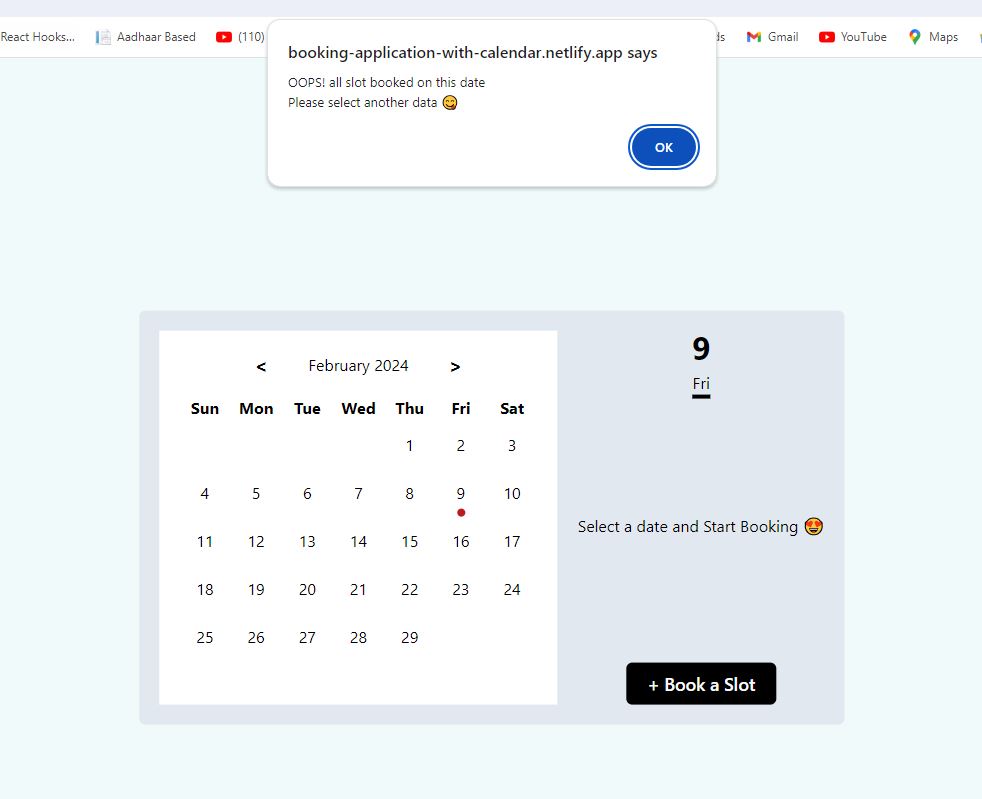 React Hooks... Aadhaar Based (110) ds Gmail YouTube Maps
booking-application-with-calendar.netlify.app says
OOPS! all slot booked on this date
Please select another data 😋
OK
< February 2024 >
Sun Mon Tue Wed Thu Fri Sat
1 2 3
4 5 6 7 8 9 10
11 12 13 14 15 16 17
18 19 20 21 22 23 24
25 26 27 28 29
9
Fri
Select a date and Start Booking 😍
+ Book a Slot